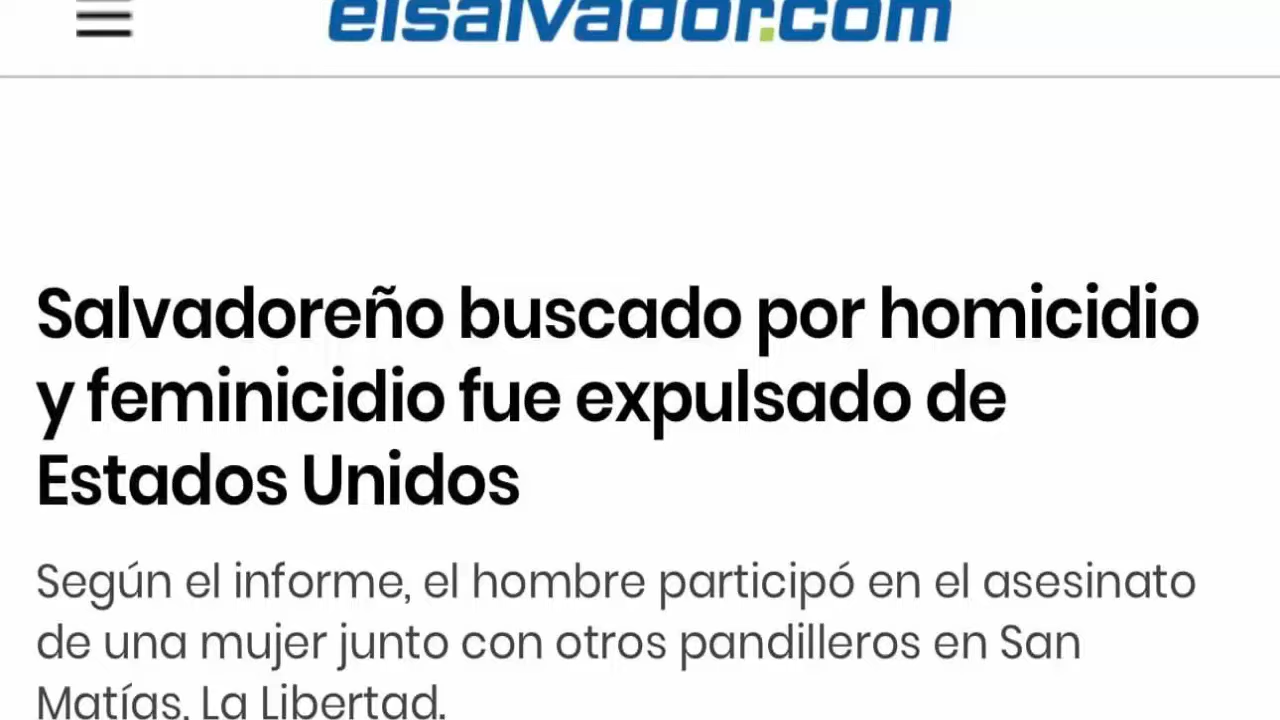 elsalvador.com
Salvadoreño buscado por homicidio
y feminicidio fue expulsado de
Estados Unidos
Según el informe, el hombre participó en el asesinato
de una mujer junto con otros pandilleros en San
Matías, La Libertad.